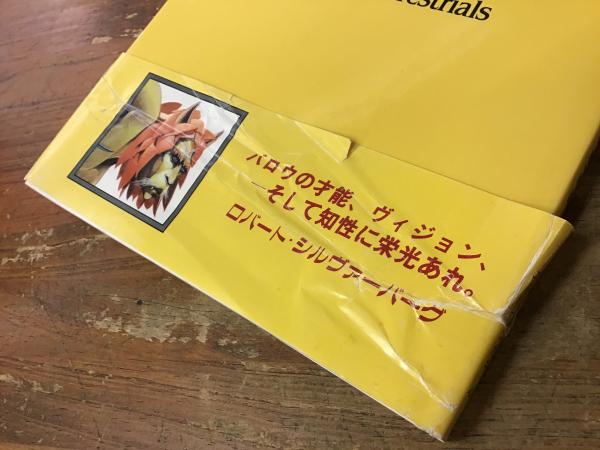 restrials
バロウの才能、ヴィジョン、
―そして知性に栄光あれ。
ロバート・シルヴァーバーグ